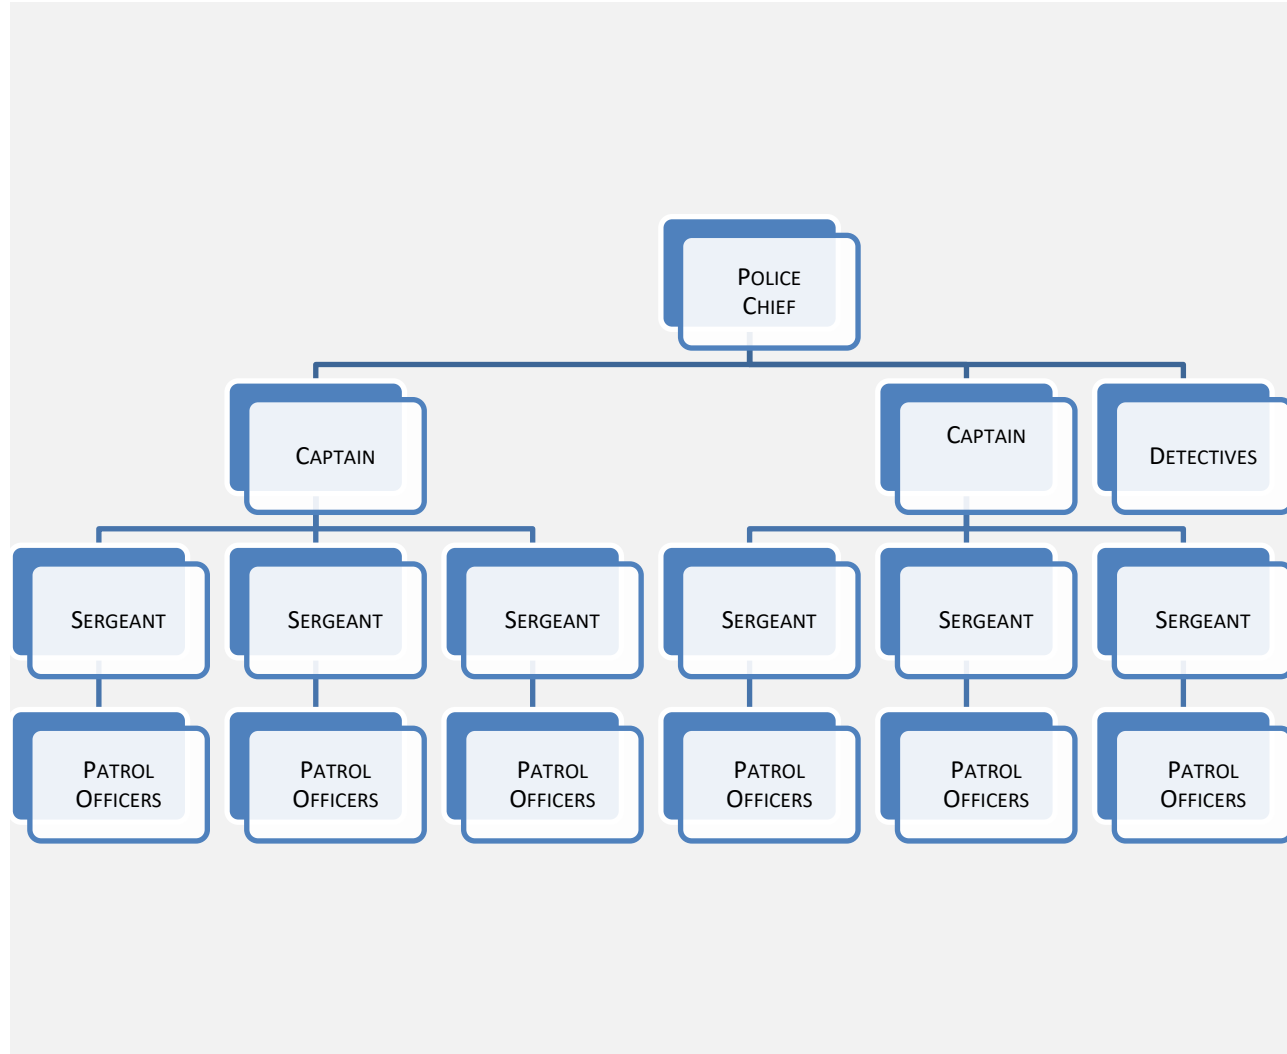 POLICE
CHIEF
CAPTAIN
CAPTAIN
DETECTIVES
SERGEANT
SERGEANT
SERGEANT
SERGEANT
SERGEANT
SERGEANT
PATROL
OFFICERS
PATROL
OFFICERS
PATROL
OFFICERS
PATROL
OFFICERS
PATROL
OFFICERS
PATROL
OFFICERS